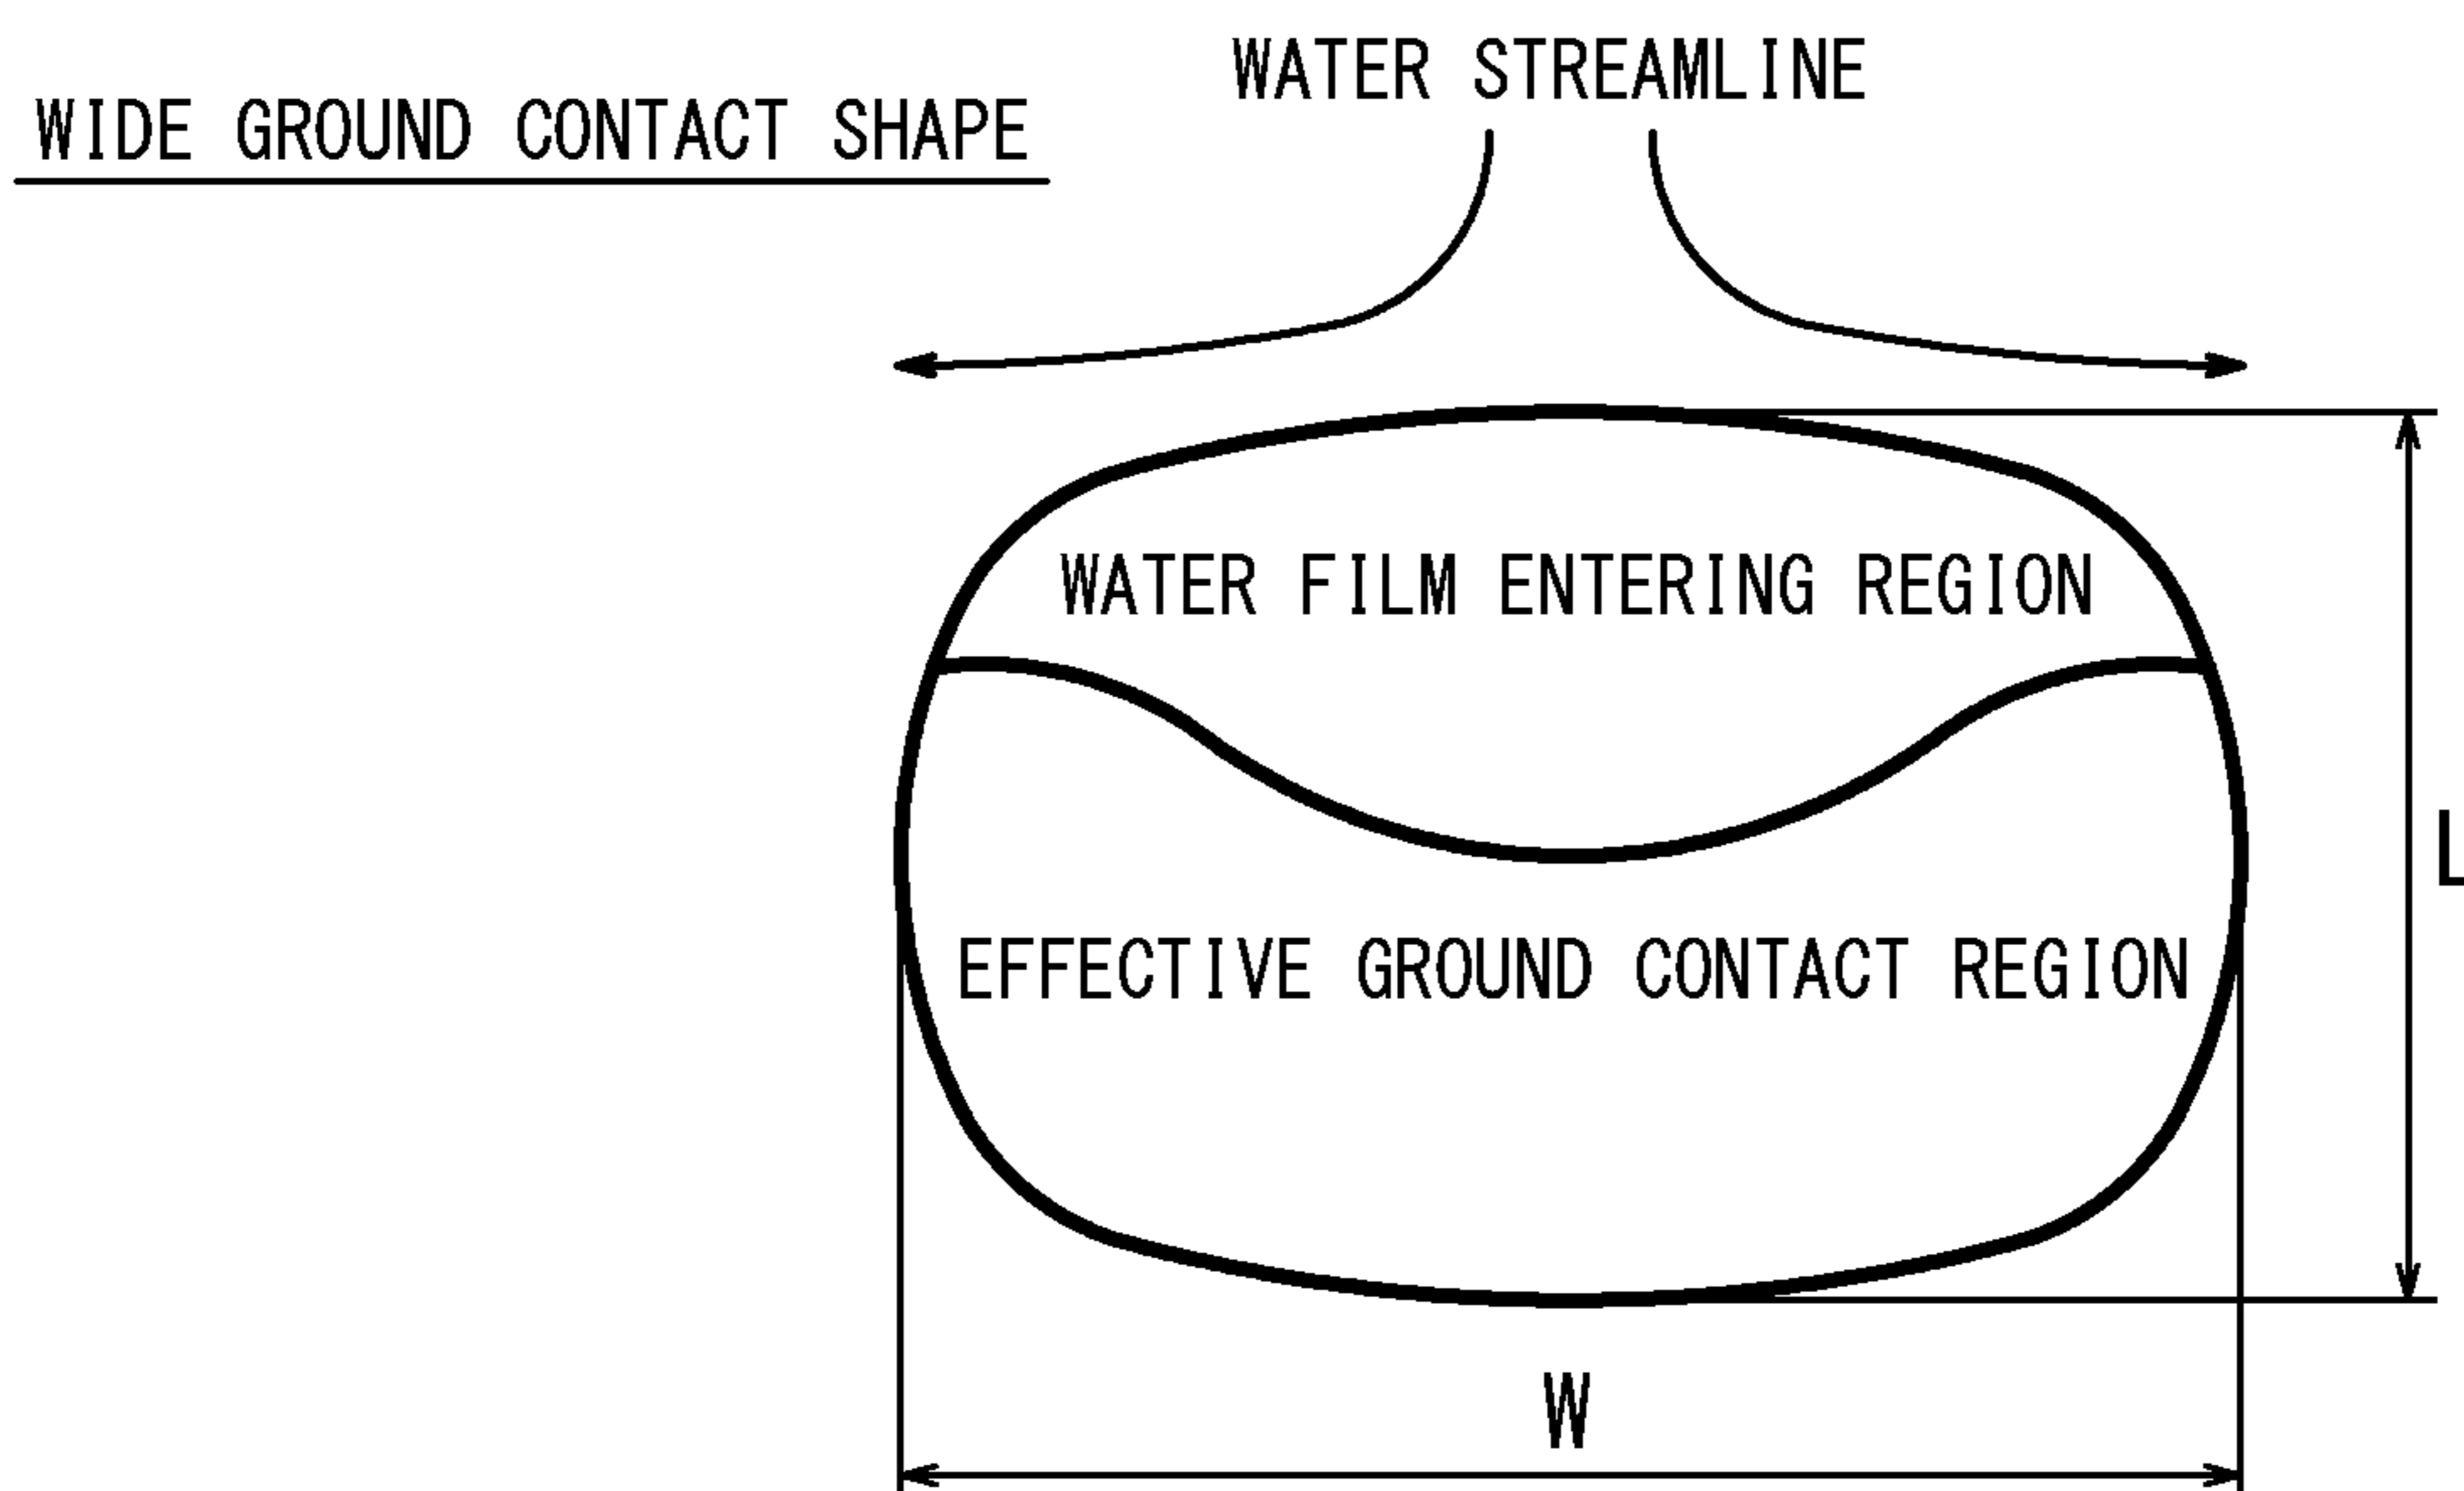 WATER STREAMLINE
WIDE GROUND CONTACT SHAPE
WATER FILM ENTERING REGION
L
EFFECTIVE GROUND CONTACT REGION
W